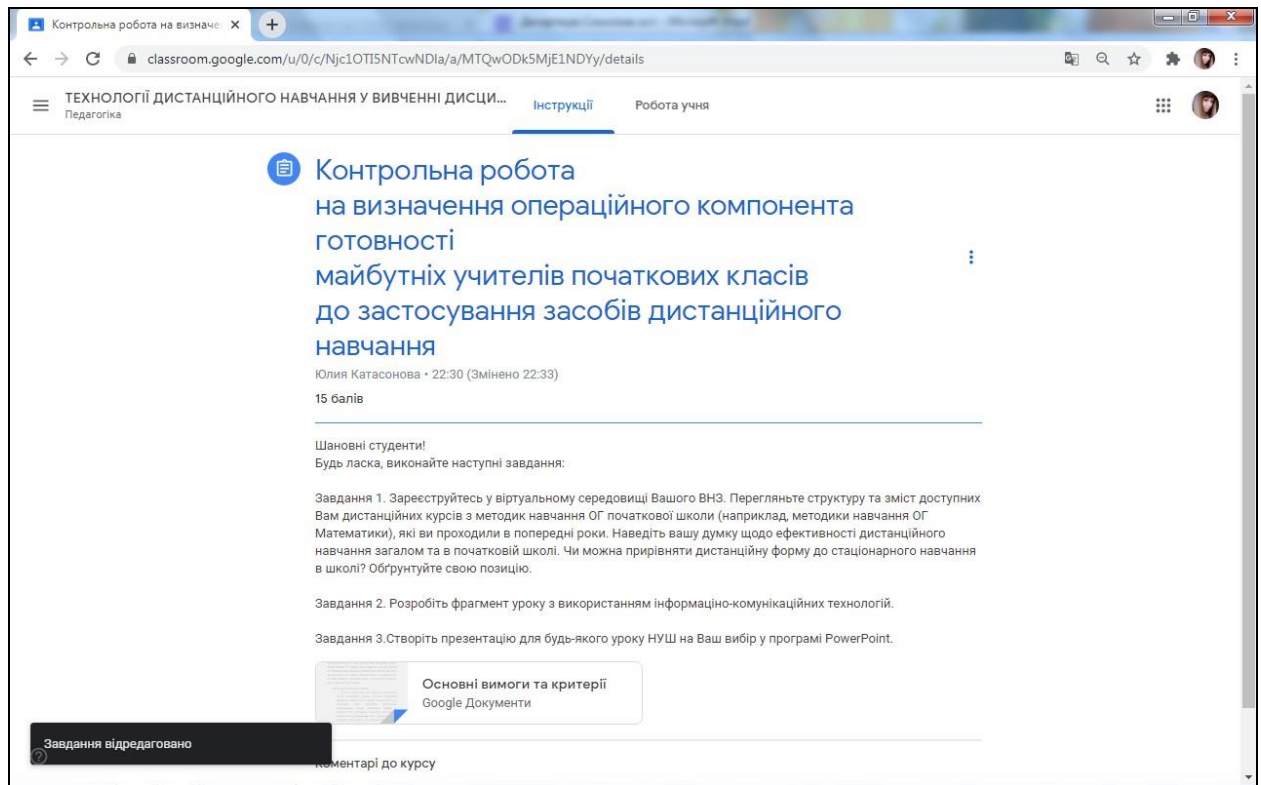 Контрольна робота на визначе
classroom.google.com/u/0/c/Njc1OTI5NTcwNDIa/a/MTQwODk5MjE1NDYy/details
ТЕХНОЛОГІЇ ДИСТАНЦІЙНОГО НАВЧАННЯ У ВИВЧЕННІ ДИСЦИ...
Педагогіка
Інструкції
Робота учня
Контрольна робота
на визначення операційного компонента
готовності
майбутніх учителів початкових класів
до застосування засобів дистанційного
навчання
Юлия Катасонова • 22:30 (Змінено 22:33)
15 балів
Шановні студенти!
Будь ласка, виконайте наступні завдання:
Завдання 1. Зареєструйтесь у віртуальному середовищі Вашого ВНЗ. Перегляньте структуру та зміст доступних
Вам дистанційних курсів з методик навчання ОГ початкової школи (наприклад, методики навчання ОГ
Математики), які ви проходили в попередні роки. Наведіть вашу думку щодо ефективності дистанційного
навчання загалом та в початковій школі. Чи можна прирівняти дистанційну форму до стаціонарного навчання
в школі? Обґрунтуйте свою позицію.
Завдання 2. Розробіть фрагмент уроку з використанням інформаціно-комунікаційних технологій.
Завдання 3.Створіть презентацію для будь-якого уроку НУШ на Ваш вибір у програмі PowerPoint.
Основні вимоги та критерії
Google Документи
Завдання відредаговано
Коментарі до курсу